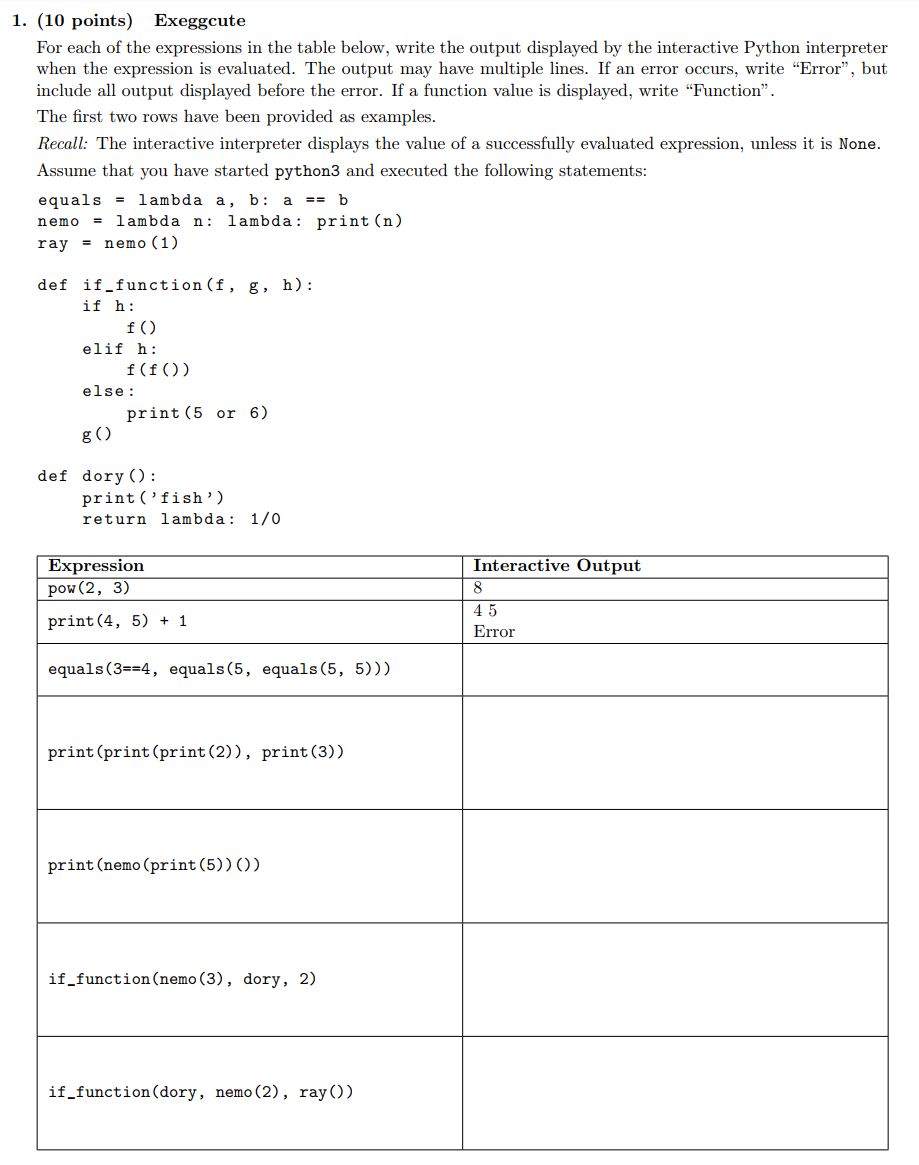 1. (10 points) Exeggcute
For each of the expressions in the table below, write the output displayed by the interactive Python interpreter
when the expression is evaluated. The output may have multiple lines. If an error occurs, write “Error”, but
include all output displayed before the error. If a function value is displayed, write “Function”.
The first two rows have been provided as examples.
Recall: The interactive interpreter displays the value of a successfully evaluated expression, unless it is None.
Assume that you have started python3 and executed the following statements:
equals = lambda a, b: a == b
nemo = lambda n: lambda: print(n)
ray = nemo(1)

def if_function(f, g, h):
    if h:
        f()
    elif h:
        f(f())
    else:
        print(5 or 6)
    g()

def dory():
    print('fish')
    return lambda: 1/0

Expression Interactive Output
pow(2, 3) 8
print(4, 5) + 1 4 5
Error
equals(3==4, equals(5, equals(5, 5)))
print(print(print(2)), print(3))
print(nemo(print(5))())
if_function(nemo(3), dory, 2)
if_function(dory, nemo(2), ray())